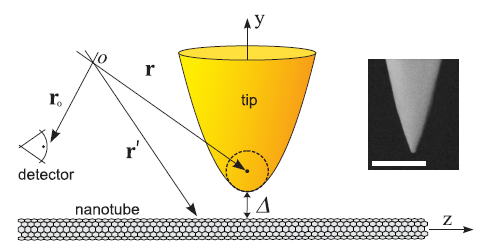 y
o
r
tip
r₀
r'
detector
Δ
nanotube
z